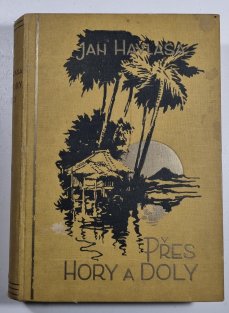 JAN HAVLASA
PŘES
HORY A DOLY